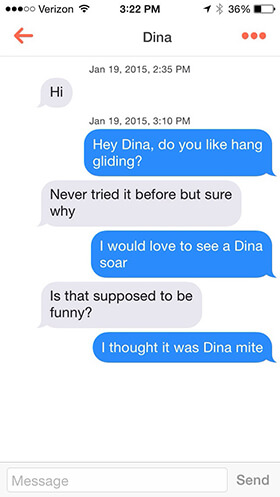 Verizon 3:22 PM 36%
Dina
Jan 19, 2015, 2:35 PM
Hi
Jan 19, 2015, 3:10 PM
Hey Dina, do you like hang
gliding?
Never tried it before but sure
why
I would love to see a Dina
soar
Is that supposed to be
funny?
I thought it was Dina mite
Message Send